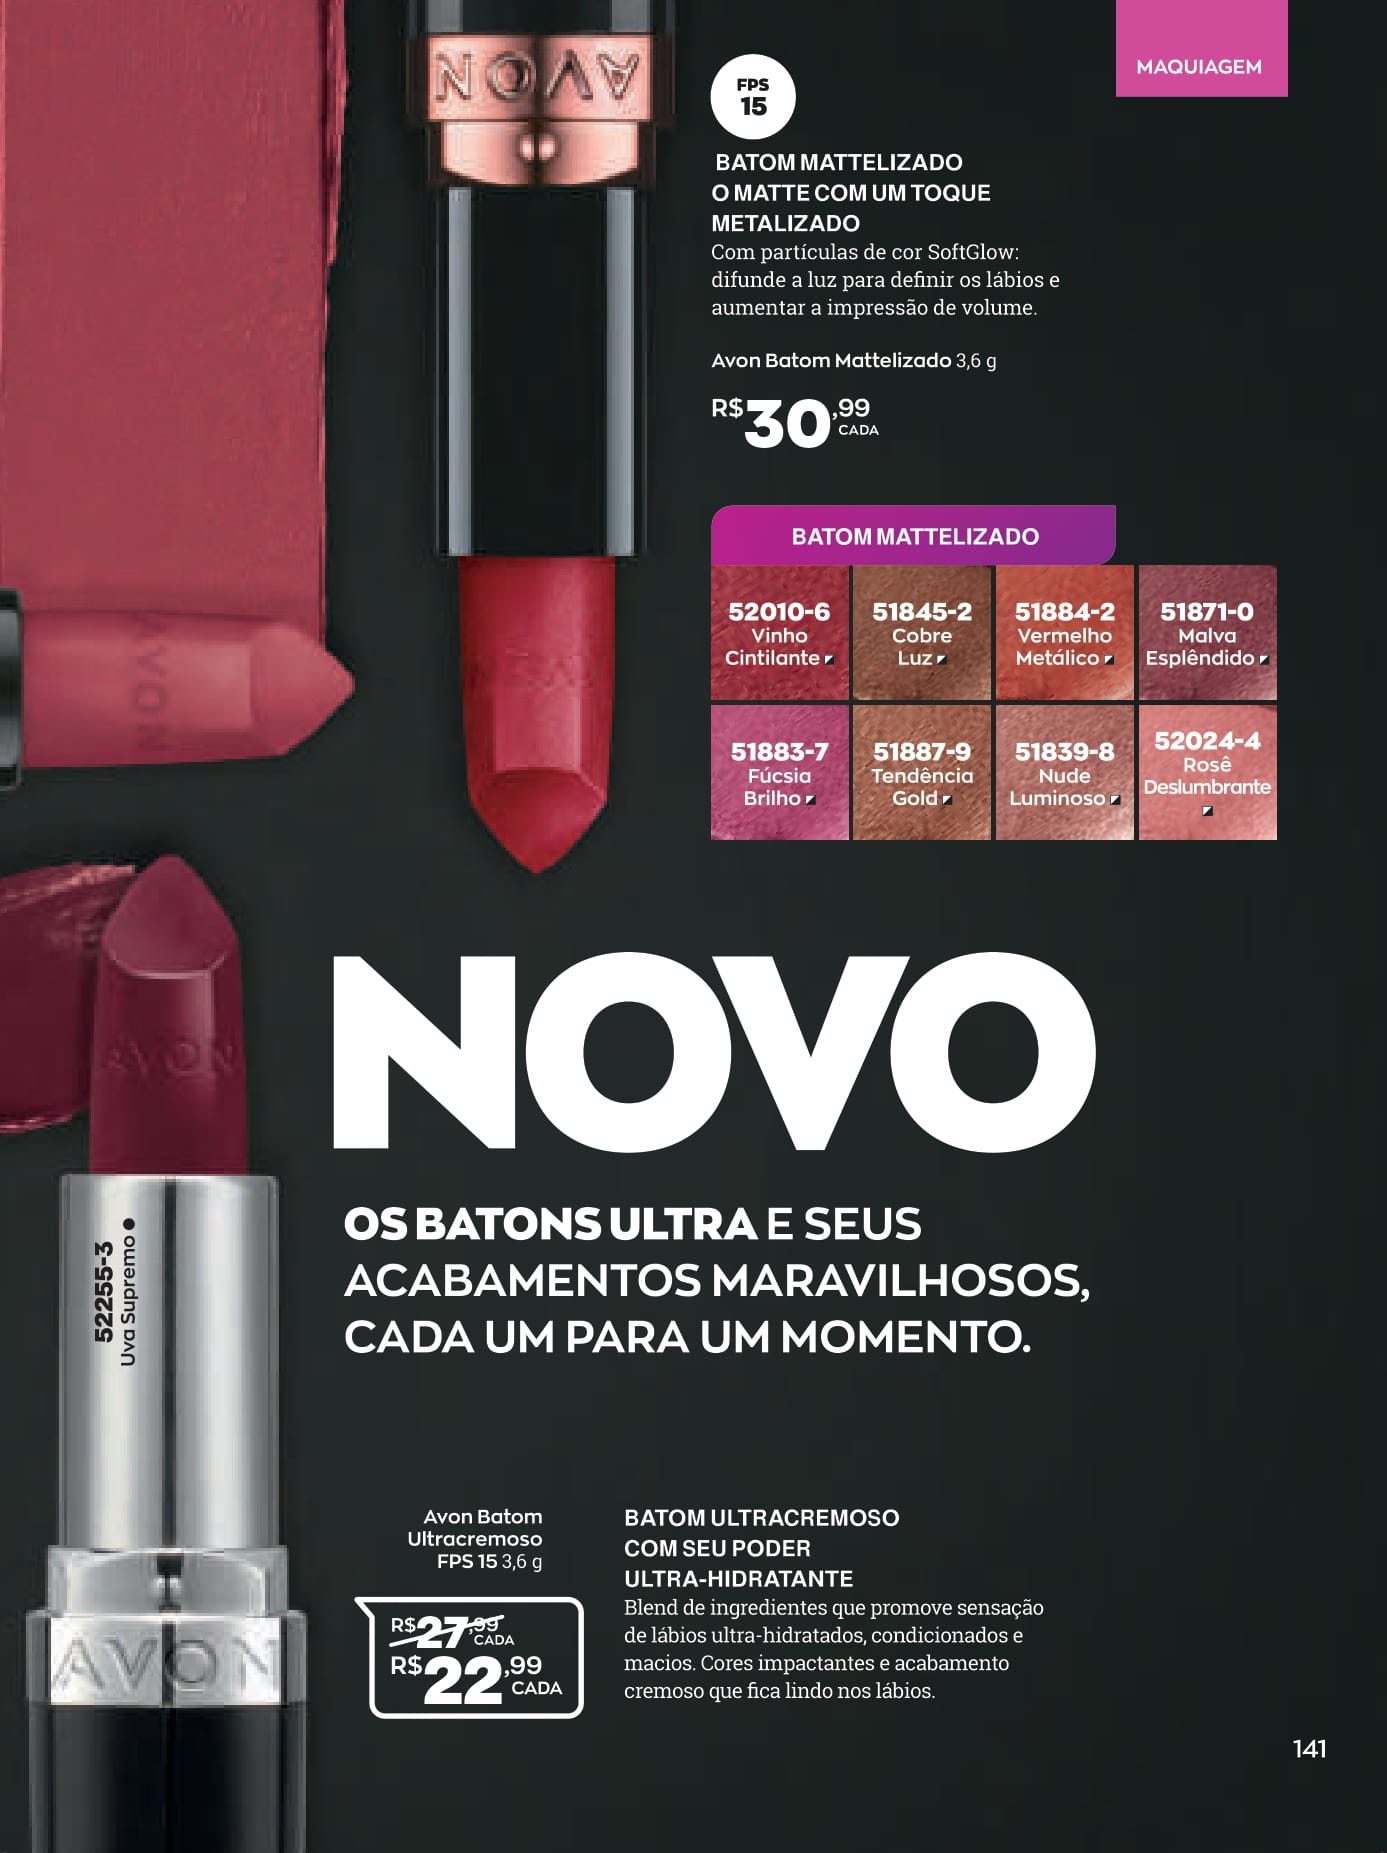 MAQUIAGEM
AVON
FPS
15
BATOM MATTELIZADO
O MATTE COM UM TOQUE
METALIZADO
Com partículas de cor SoftGlow:
difunde a luz para definir os lábios e
aumentar a impressão de volume.
Avon Batom Mattelizado 3,6 g
R$30,99
CADA
BATOM MATTELIZADO
52010-6
Vinho
Cintilante
51845-2
Cobre
Luz
51884-2
Vermelho
Metálico
51871-0
Malva
Esplêndido
51883-7
Fúcsia
Brilho
51887-9
Tendência
Gold
51839-8
Nude
Luminoso
52024-4
Rosê
Deslumbrante
AVON
AVON
NOVO
OS BATONS ULTRA E SEUS
ACABAMENTOS MARAVILHOSOS,
CADA UM PARA UM MOMENTO.
52255-3
Uva Supremo
AVON
Avon Batom
Ultracremoso
FPS 15 3,6 g
R$27,99
CADA
R$22,99
CADA
BATOM ULTRACREMOSO
COM SEU PODER
ULTRA-HIDRATANTE
Blend de ingredientes que promove sensação
de lábios ultra-hidratados, condicionados e
macios. Cores impactantes e acabamento
cremoso que fica lindo nos lábios.
141